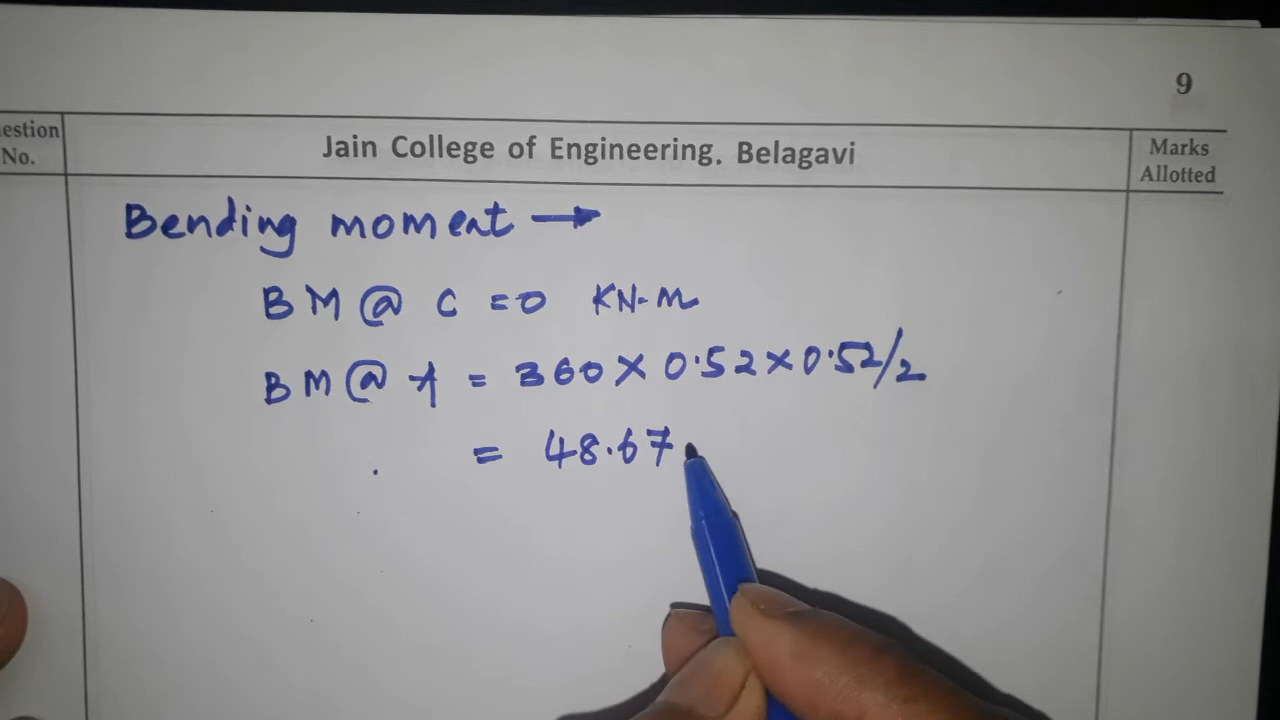 9
estion
No.
Jain College of Engineering. Belagavi
Marks
Allotted
Bending moment →
BM@ C =0 KN-m
BM@ A = 360 × 0.52×0.52/2
= 48.67